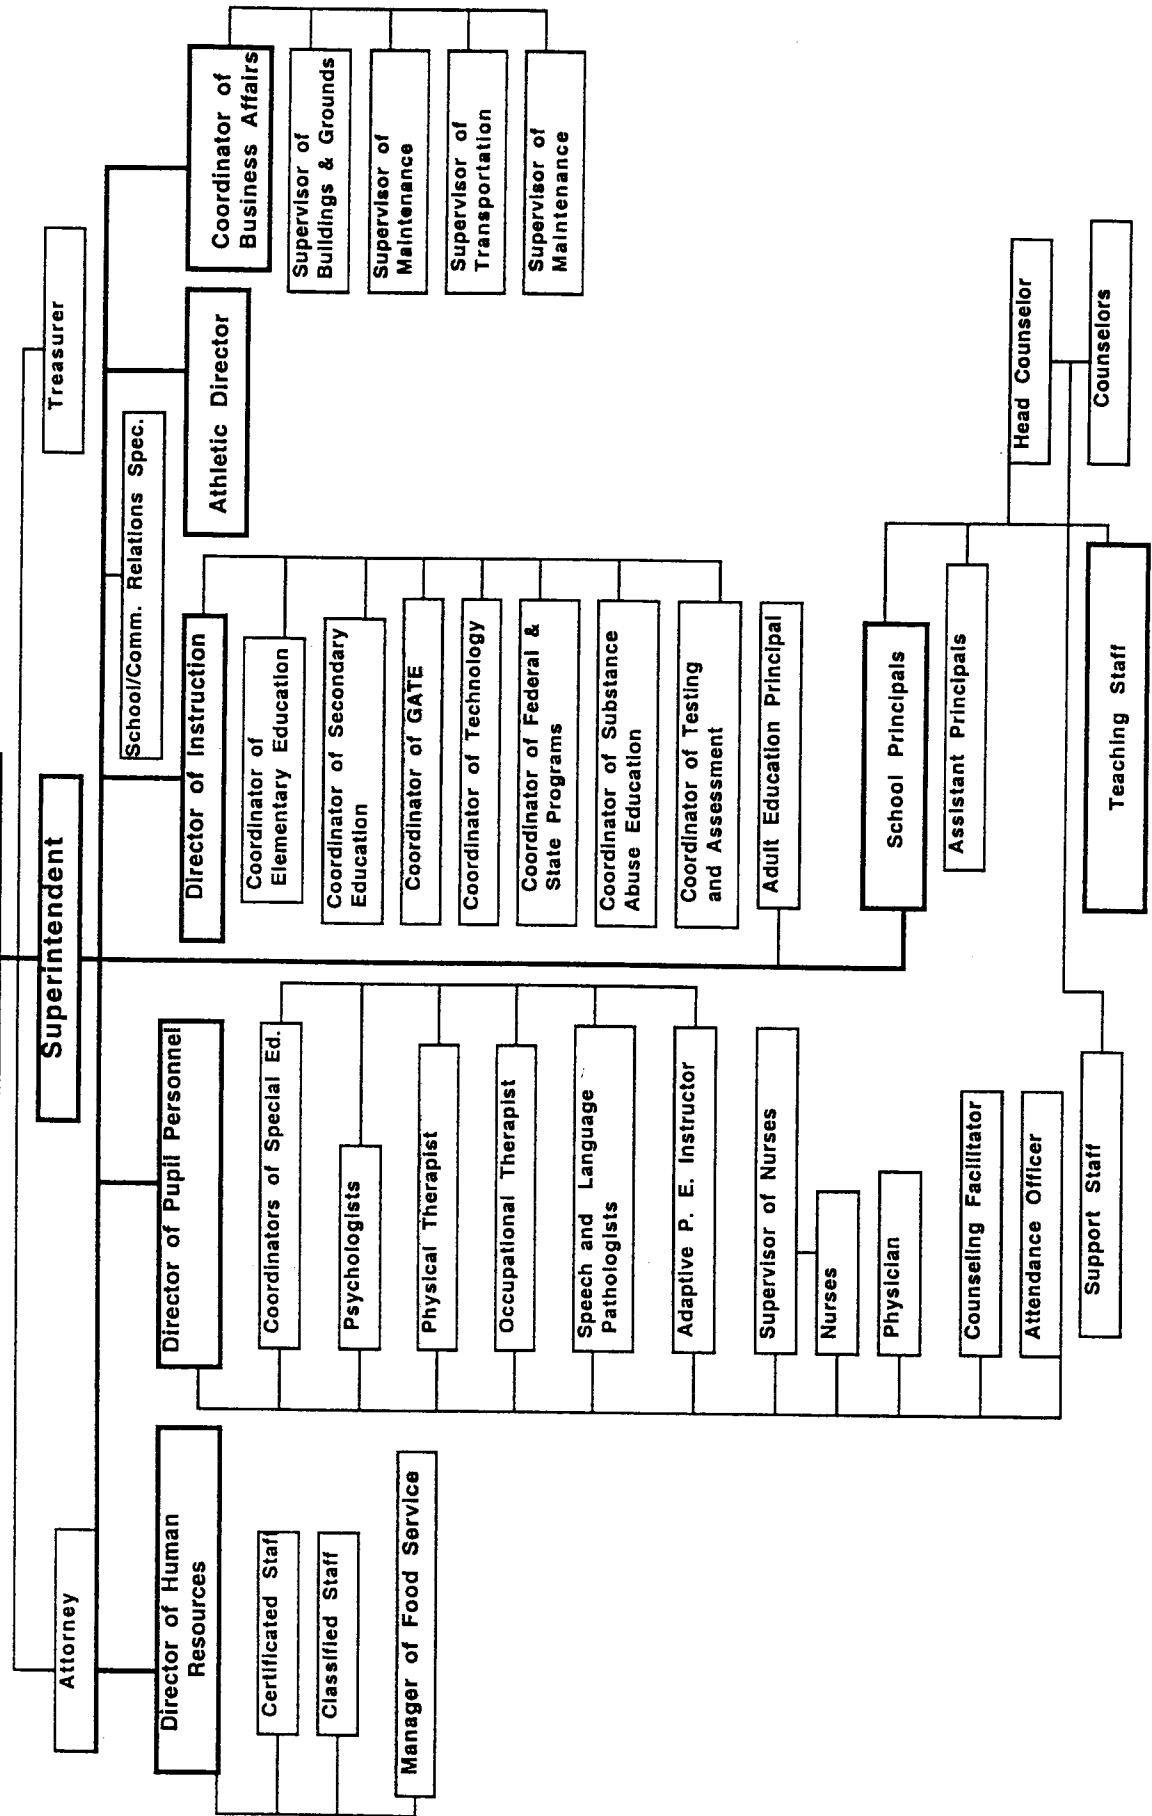 Superintendent
Attorney
Treasurer
School/Comm. Relations Spec.
Director of Human
Resources
Certificated Staff
Classified Staff
Manager of Food Service
Director of Pupil Personnel
Coordinators of Special Ed.
Psychologists
Physical Therapist
Occupational Therapist
Speech and Language
Pathologists
Adaptive P. E. Instructor
Supervisor of Nurses
Nurses
Physician
Counseling Facilitator
Attendance Officer
Support Staff
Director of Instruction
Coordinator of
Elementary Education
Coordinator of Secondary
Education
Coordinator of GATE
Coordinator of Technology
Coordinator of Federal &
State Programs
Coordinator of Substance
Abuse Education
Coordinator of Testing
and Assessment
Adult Education Principal
School Principals
Assistant Principals
Teaching Staff
Athletic Director
Coordinator of
Business Affairs
Supervisor of
Buildings & Grounds
Supervisor of
Maintenance
Supervisor of
Transportation
Supervisor of
Maintenance
Head Counselor
Counselors